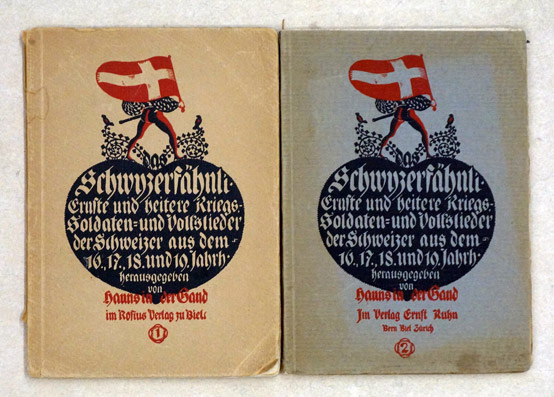 Schwyzerfähnli
Ernste und heitere Kriegs-
Soldaten- und Volkslieder
der Schweizer aus dem
16., 17., 18. und 19. Jahrh.
herausgegeben
von
Hanns in der Gand
im Rosius Verlag zu Biel
1
Schwyzerfähnli
Ernste und heitere Kriegs-
Soldaten- und Volkslieder
der Schweizer aus dem
16., 17., 18. und 19. Jahrh.
herausgegeben
von
Hanns in der Gand
Im Verlag Ernst Kuhn
Bern Biel Zürich
2